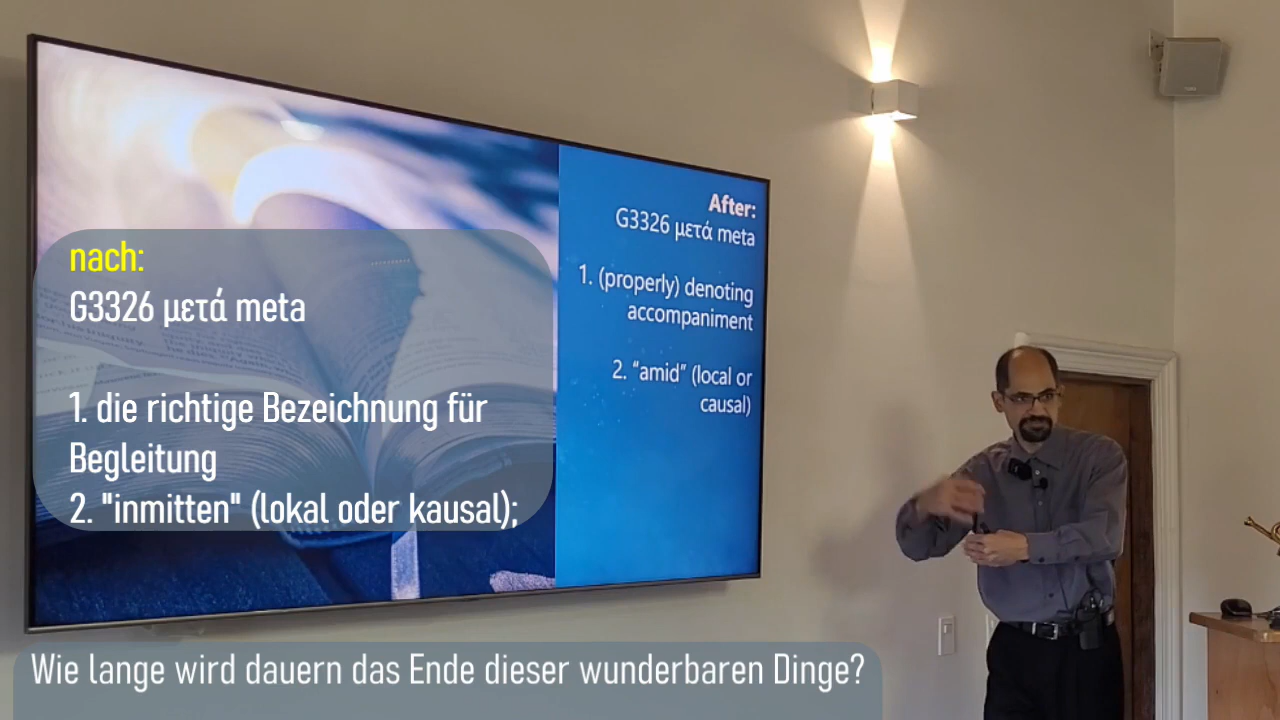 nach:
G3326 μετά meta
1. die richtige Bezeichnung für
Begleitung
2. "inmitten" (lokal oder kausal);
After:
G3326 μετά meta
1. (properly) denoting
accompaniment
2. “amid” (local or
causal)
Wie lange wird dauern das Ende dieser wunderbaren Dinge?